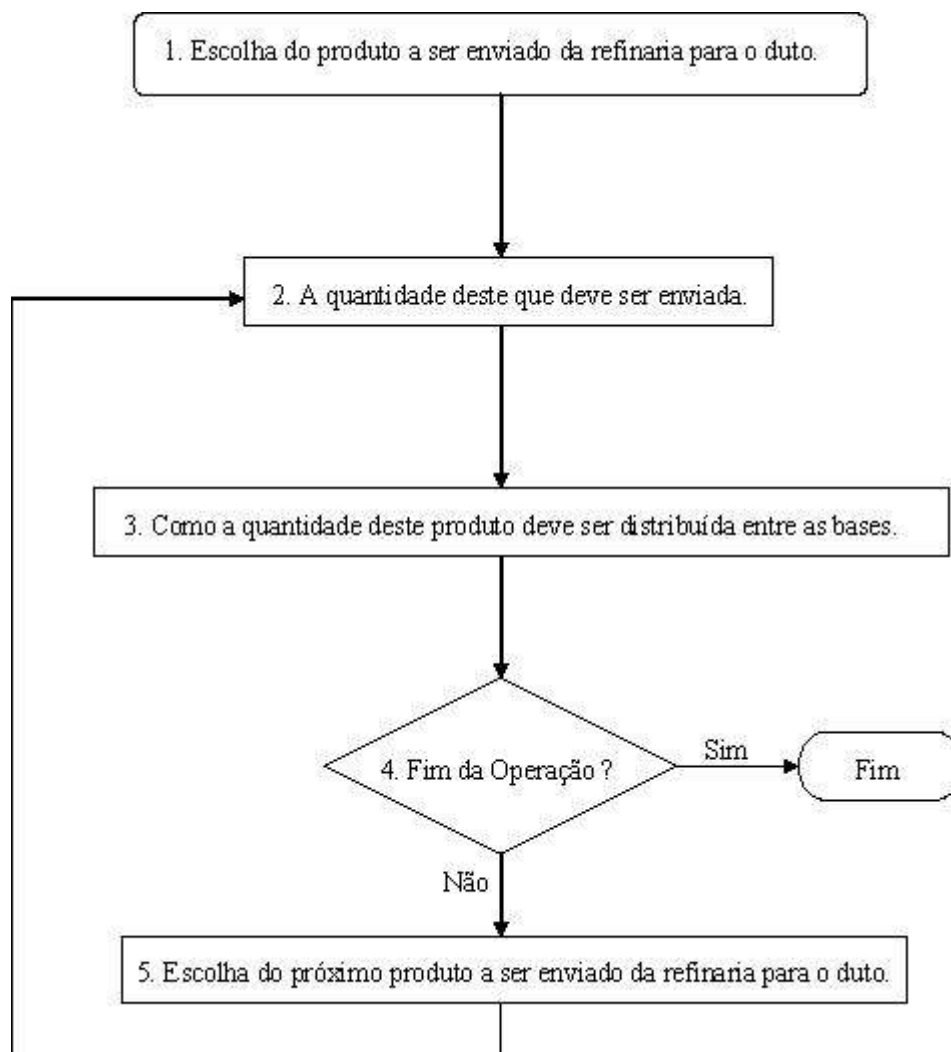 1. Escolha do produto a ser enviado da refinaria para o duto.
2. A quantidade deste que deve ser enviada.
3. Como a quantidade deste produto deve ser distribuída entre as bases.
4. Fim da Operação ?
Sim
Fim
Não
5. Escolha do próximo produto a ser enviado da refinaria para o duto.